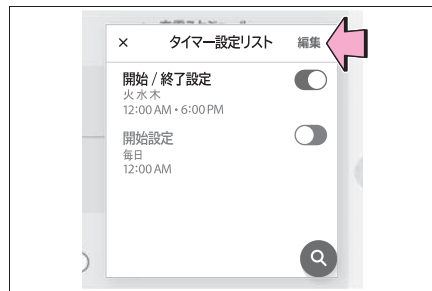 × タイマー設定リスト 編集
開始 / 終了設定
火水木
12:00 AM・6:00 PM
開始設定
毎日
12:00 AM